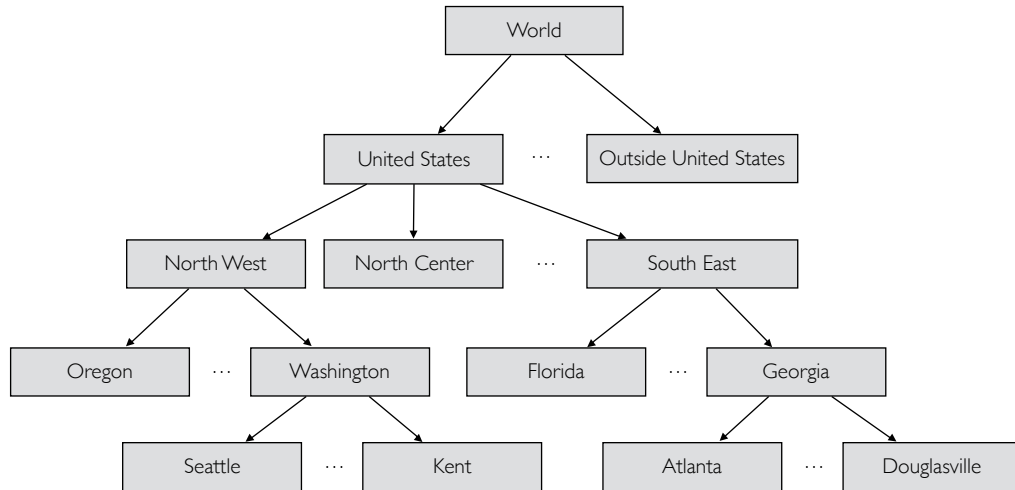 World
United States
...
Outside United States
North West
North Center
...
South East
Oregon
...
Washington
Florida
...
Georgia
Seattle
...
Kent
Atlanta
...
Douglasville